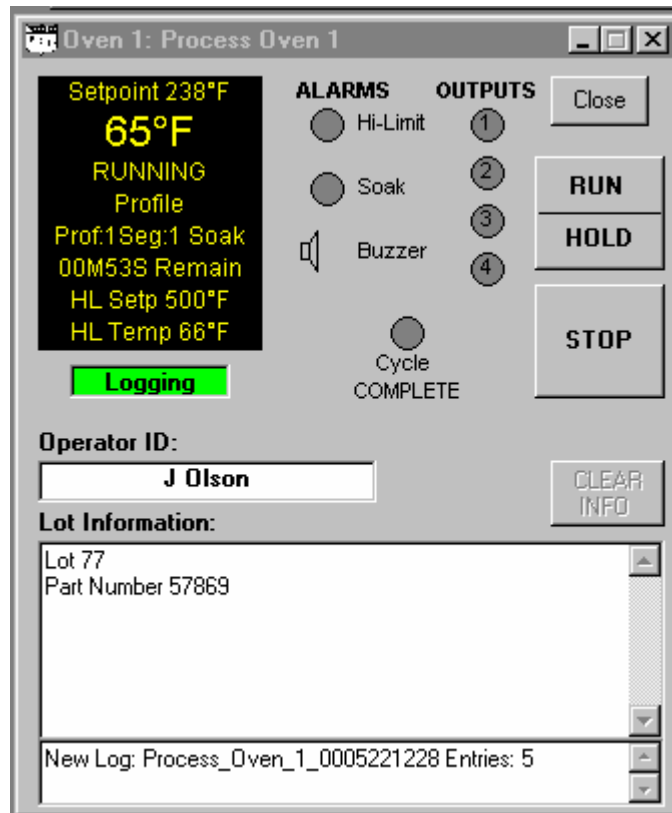 Oven 1: Process Oven 1
Setpoint 238°F
65°F
RUNNING
Profile
Prof:1Seg:1 Soak
00M53S Remain
HL Setp 500°F
HL Temp 66°F
Logging
ALARMS
Hi-Limit
Soak
Buzzer
OUTPUTS
1
2
3
4
Cycle
COMPLETE
Close
RUN
HOLD
STOP
Operator ID:
J Olson
CLEAR
INFO
Lot Information:
Lot 77
Part Number 57869
New Log: Process_Oven_1_0005221228 Entries: 5